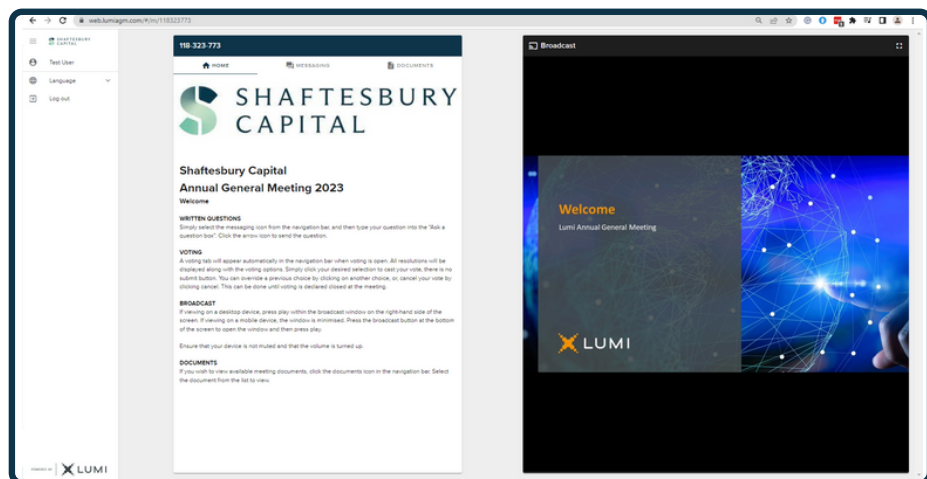 web.lumiagm.com/#/m/118323773
SHAFTESBURY
CAPITAL
Test User
Language
Log out
POWERED BY LUMI
118-323-773
HOME MESSAGING DOCUMENTS
SHAFTESBURY
CAPITAL
Shaftesbury Capital
Annual General Meeting 2023
Welcome
WRITTEN QUESTIONS
Simply select the messaging icon from the navigation bar, and then type your question into the "Ask a
question box". Click the arrow icon to send the question.
VOTING
A voting tab will appear automatically in the navigation bar when voting is open. All resolutions will be
displayed along with the voting options. Simply click your desired selection to cast your vote, there is no
submit button. You can override a previous choice by clicking on another choice, or, cancel your vote by
clicking cancel. This can be done until voting is declared closed at the meeting.
BROADCAST
If viewing on a desktop device, press play within the broadcast window on the right-hand side of the
screen. If viewing on a mobile device, the window is minimised. Press the broadcast button at the bottom
of the screen to open the window and then press play.
Ensure that your device is not muted and that the volume is turned up.
DOCUMENTS
If you wish to view available meeting documents, click the documents icon in the navigation bar. Select
the document from the list to view.
Broadcast
Welcome
Lumi Annual General Meeting
LUMI